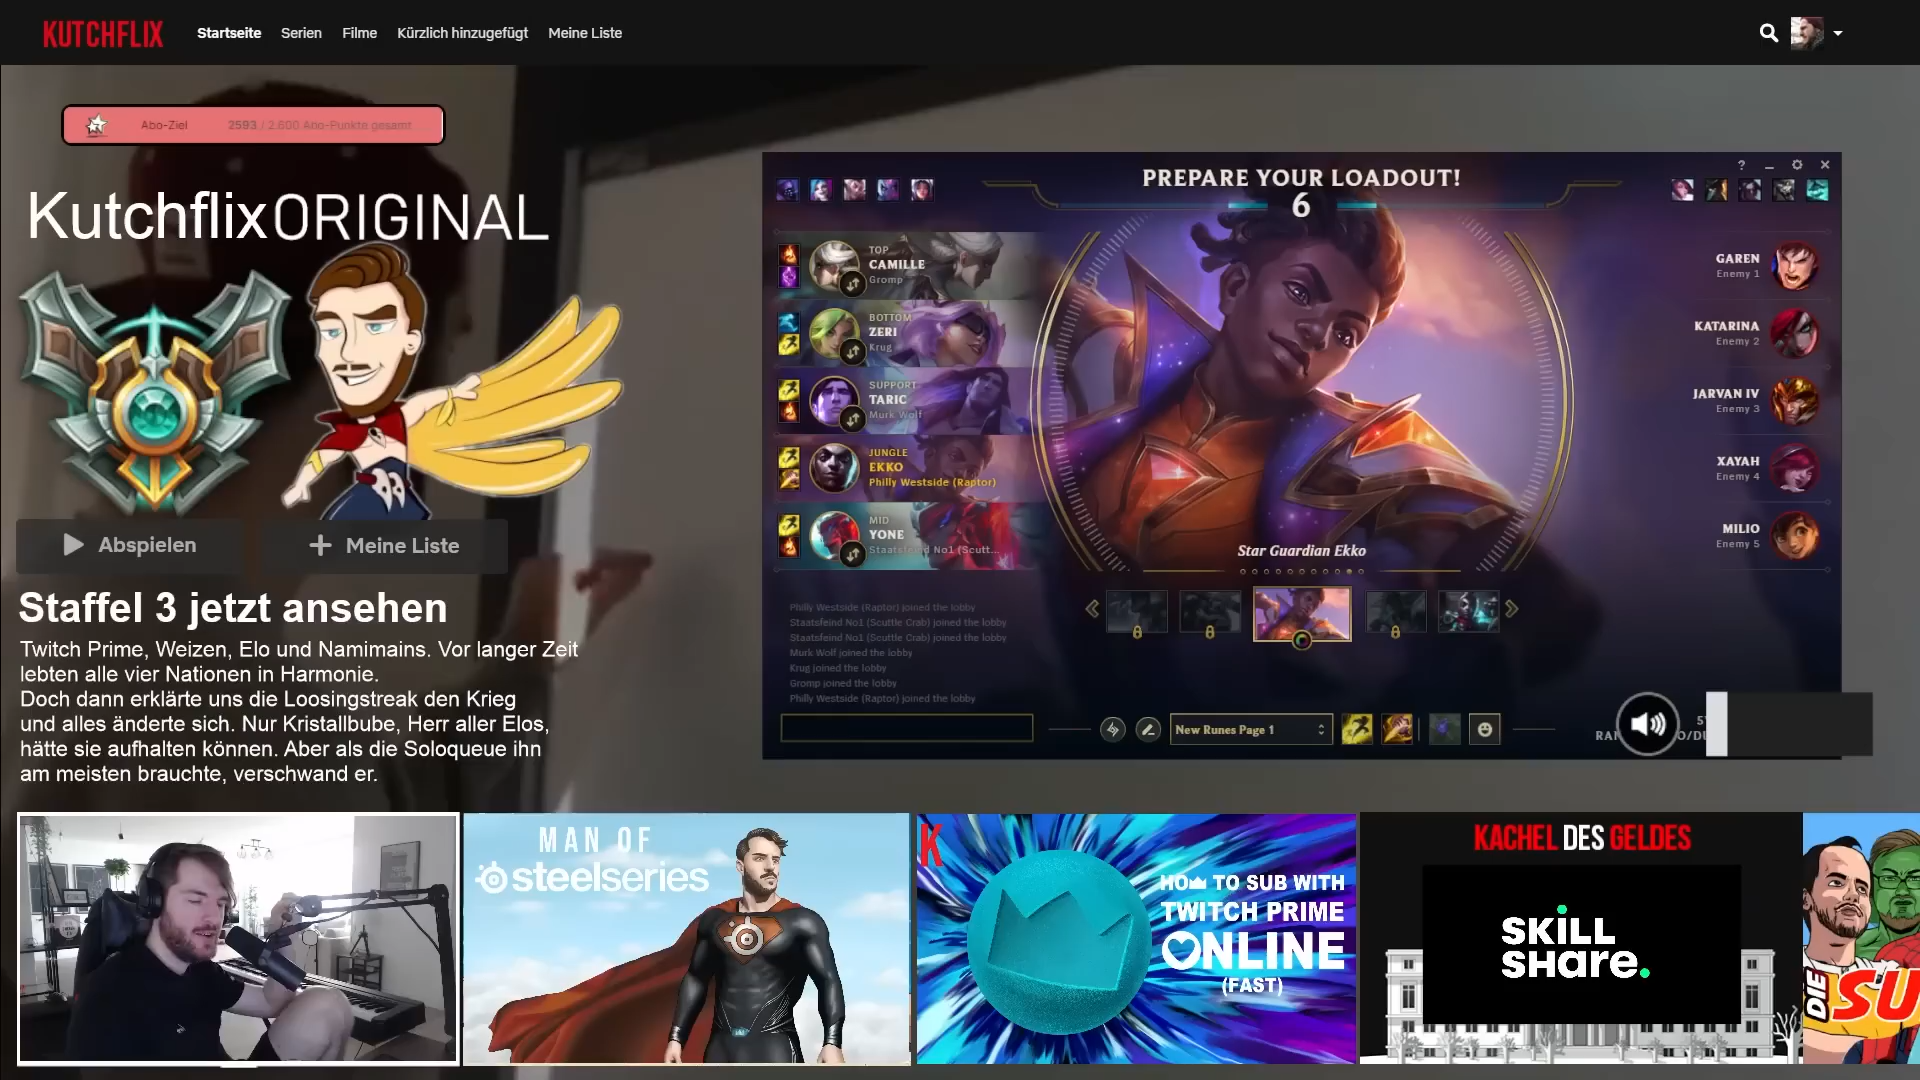 KUTCHFLIX
Startseite
Serien
Filme
Kürzlich hinzugefügt
Meine Liste
Abo-Ziel
2593 / 2.600 Abo-Punkte gesamt
KutchflixORIGINAL
Abspielen
Meine Liste
Staffel 3 jetzt ansehen
Twitch Prime, Weizen, Elo und Namimains. Vor langer Zeit
lebten alle vier Nationen in Harmonie.
Doch dann erklärte uns die Loosingstreak den Krieg
und alles änderte sich. Nur Kristallbube, Herr aller Elos,
hätte sie aufhalten können. Aber als die Soloqueue ihn
am meisten brauchte, verschwand er.
PREPARE YOUR LOADOUT!
6
TOP
CAMILLE
Gromp
BOTTOM
ZERI
Krug
SUPPORT
TARIC
Murk Wolf
JUNGLE
EKKO
Philly Westside (Raptor)
MID
YONE
Staatsfeind No1 (Scutt...
Philly Westside (Raptor) joined the lobby
Staatsfeind No1 (Scuttle Crab) joined the lobby
Staatsfeind No1 (Scuttle Crab) joined the lobby
Murk Wolf joined the lobby
Krug joined the lobby
Gromp joined the lobby
Philly Westside (Raptor) joined the lobby
Star Guardian Ekko
New Runes Page 1
GAREN
Enemy 1
KATARINA
Enemy 2
JARVAN IV
Enemy 3
XAYAH
Enemy 4
MILIO
Enemy 5
MAN OF
steelseries
K
HOW TO SUB WITH
TWITCH PRIME
ONLINE
(FAST)
KACHEL DES GELDES
SKILL
SHare.
DIE
SU